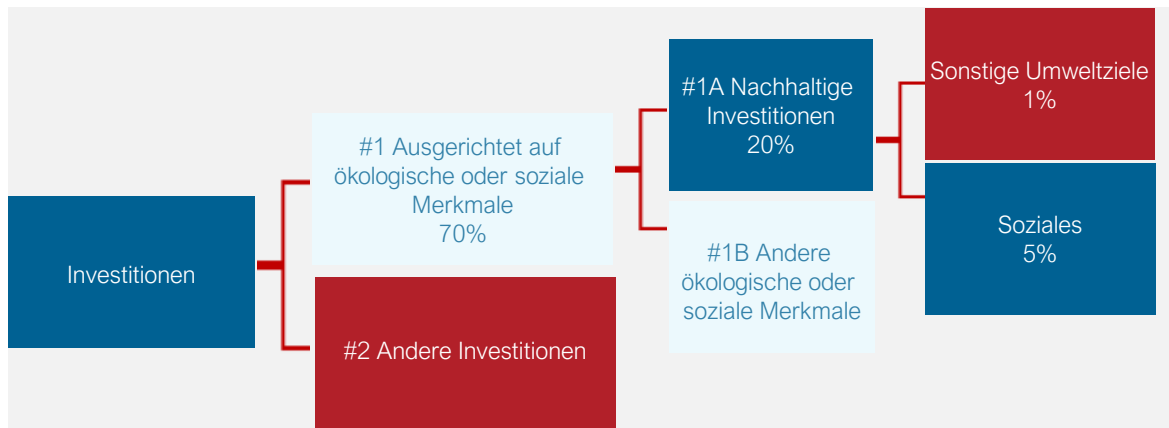 Investitionen
#1 Ausgerichtet auf
ökologische oder soziale
Merkmale
70%
#2 Andere Investitionen
#1A Nachhaltige
Investitionen
20%
#1B Andere
ökologische oder
soziale Merkmale
Sonstige Umweltziele
1%
Soziales
5%